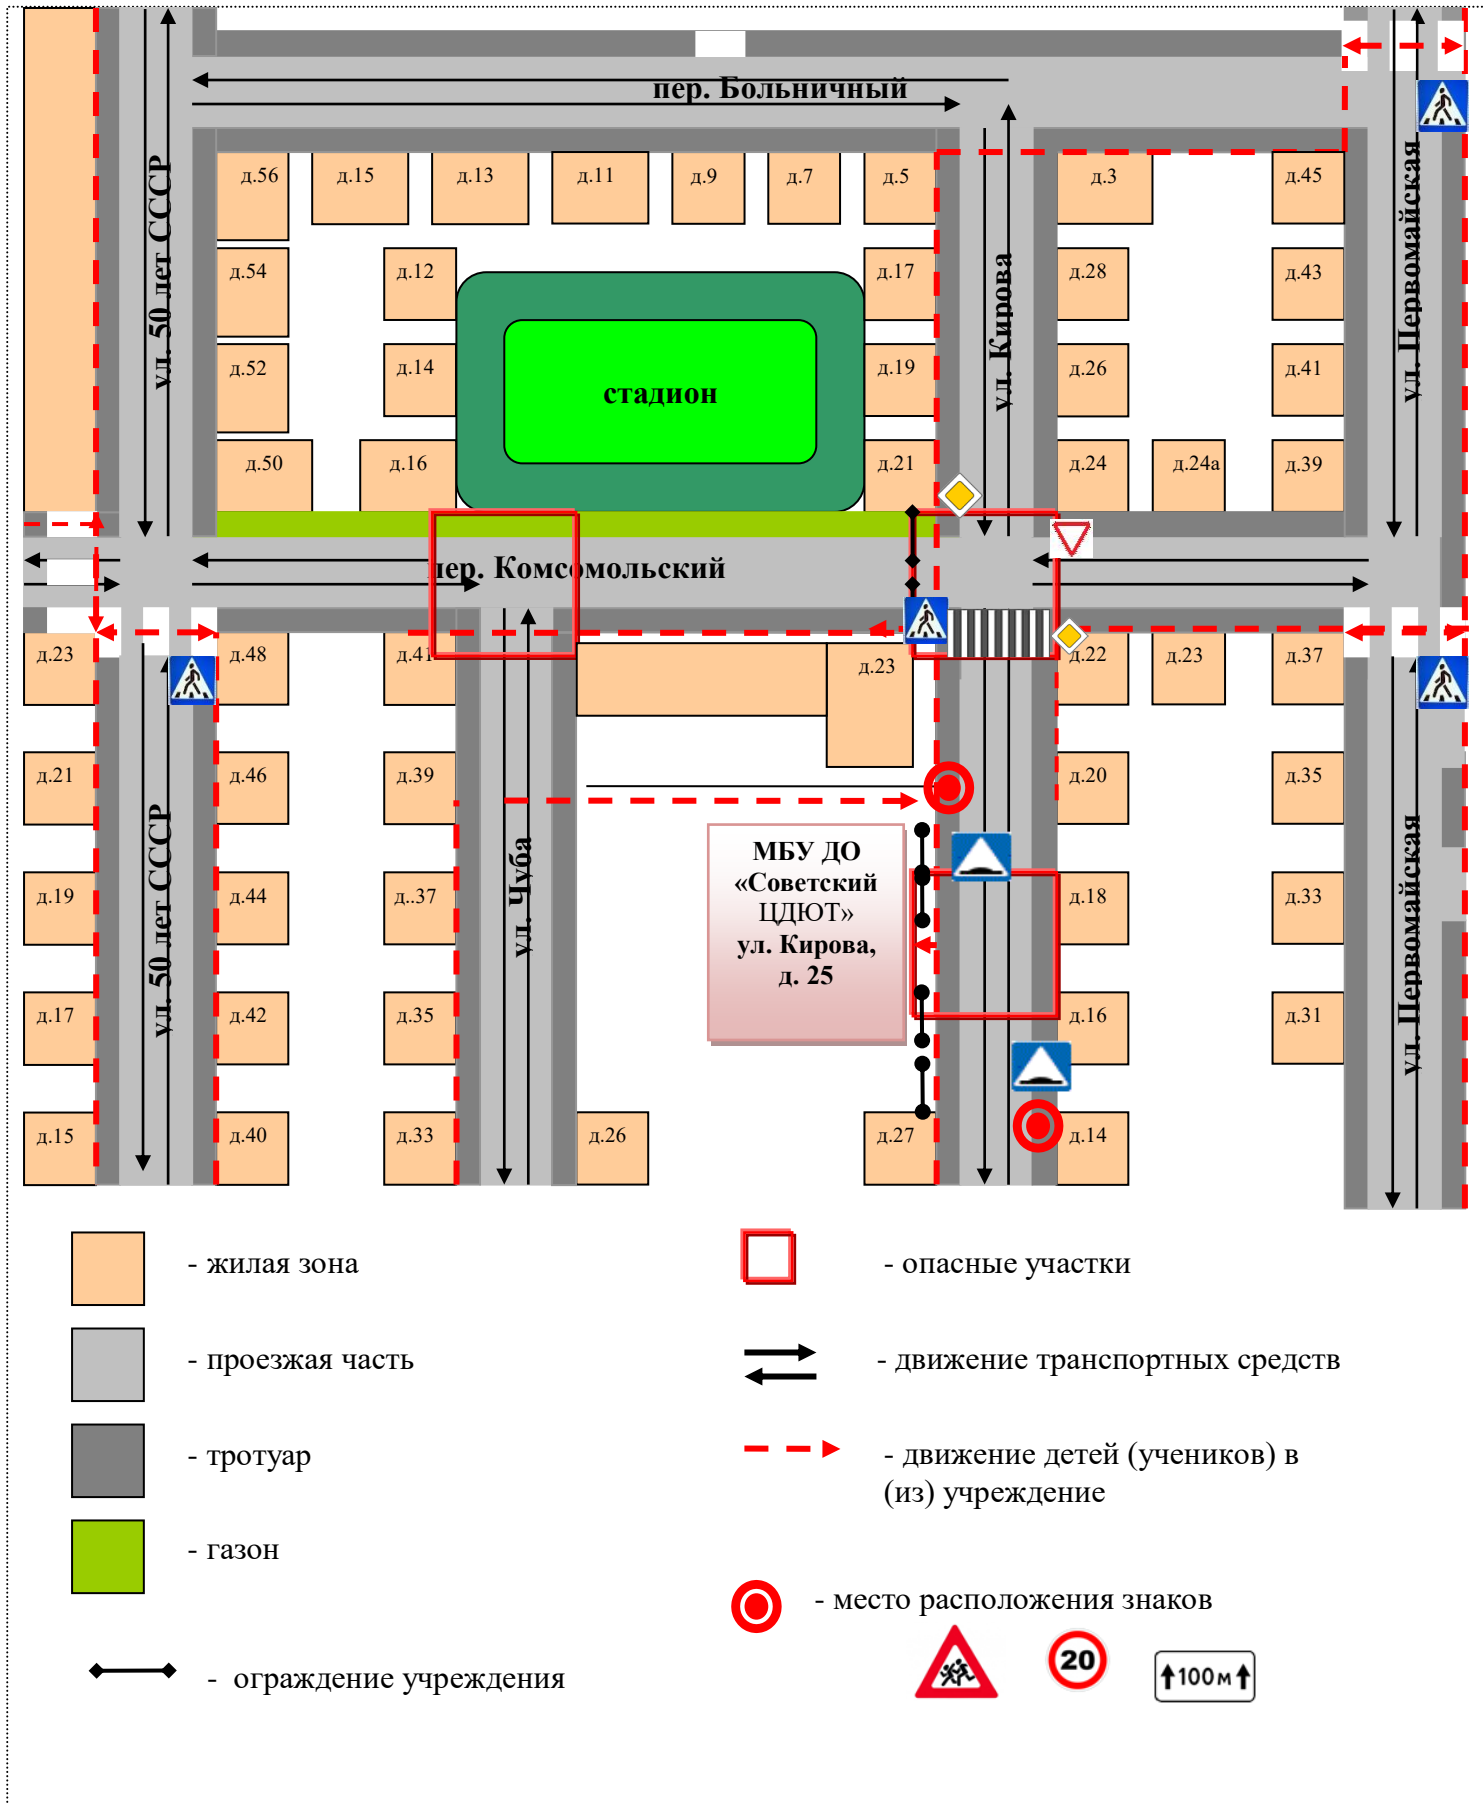 пер. Больничный
ул. 50 лет СССР
ул. Кирова
ул. Первомайская
д.56
д.15
д.13
д.11
д.9
д.7
д.5
д.3
д.45
д.54
д.12
д.17
д.28
д.43
д.52
д.14
стадион
д.19
д.26
д.41
д.50
д.16
д.21
д.24
д.24а
д.39
пер. Комсомольский
д.23
д.48
д.41
д.23
д.22
д.23
д.37
д.21
д.46
д.39
д.20
д.35
ул. 50 лет СССР
ул. Чуба
ул. Первомайская
МБУ ДО
«Советский
ЦДЮТ»
ул. Кирова,
д. 25
д.19
д.44
д..37
д.18
д.33
д.17
д.42
д.35
д.16
д.31
д.15
д.40
д.33
д.26
д.27
д.14
- жилая зона
- проезжая часть
- тротуар
- газон
- ограждение учреждения
- опасные участки
- движение транспортных средств
- движение детей (учеников) в
(из) учреждение
- место расположения знаков
20
100м